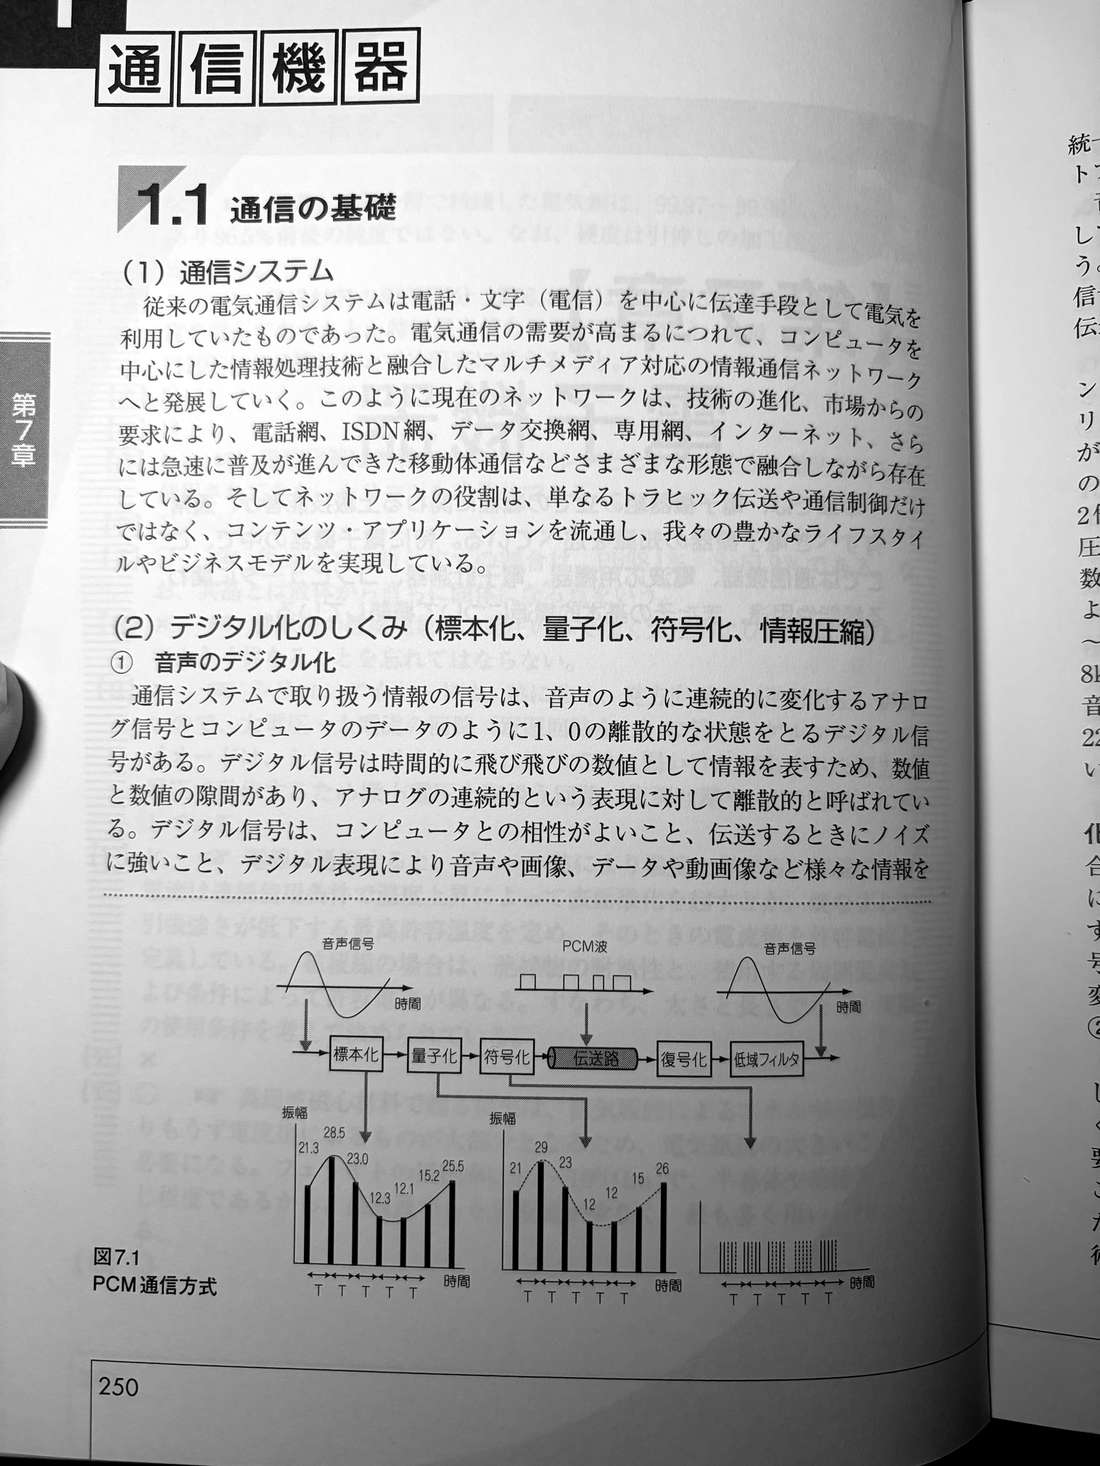 1
通信機器
1.1 通信の基礎
(1) 通信システム
従来の電気通信システムは電話・文字（電信）を中心に伝達手段として電気を
利用していたものであった。電気通信の需要が高まるにつれて、コンピュータを
中心にした情報処理技術と融合したマルチメディア対応の情報通信ネットワーク
へと発展していく。このように現在のネットワークは、技術の進化、市場からの
要求により、電話網、ISDN網、データ交換網、専用網、インターネット、さら
には急速に普及が進んできた移動体通信などさまざまな形態で融合しながら存在
している。そしてネットワークの役割は、単なるトラヒック伝送や通信制御だけ
ではなく、コンテンツ・アプリケーションを流通し、我々の豊かなライフスタイ
ルやビジネスモデルを実現している。
第7章
(2) デジタル化のしくみ（標本化、量子化、符号化、情報圧縮）
① 音声のデジタル化
通信システムで取り扱う情報の信号は、音声のように連続的に変化するアナロ
グ信号とコンピュータのデータのように1、0の離散的な状態をとるデジタル信
号がある。デジタル信号は時間的に飛び飛びの数値として情報を表すため、数値
と数値の隙間があり、アナログの連続的という表現に対して離散的と呼ばれてい
る。デジタル信号は、コンピュータとの相性がよいこと、伝送するときにノイズ
に強いこと、デジタル表現により音声や画像、データや動画像など様々な情報を
音声信号 PCM波 音声信号
時間 時間
標本化 量子化 符号化 伝送路 復号化 低域フィルタ
振幅 振幅
21.3 28.5 23.0 12.3 12.1 15.2 25.5
21 29 23 12 12 15 26
時間 時間 時間
T T T T T
T T T T T
T T T T T
図7.1
PCM通信方式
250
統一
して
う。
信
ン
リ
が
の
圧
数
よ
〜
8k
音
22
い
化
合
に
す
号
変
②
し
く
要
こ
が
術